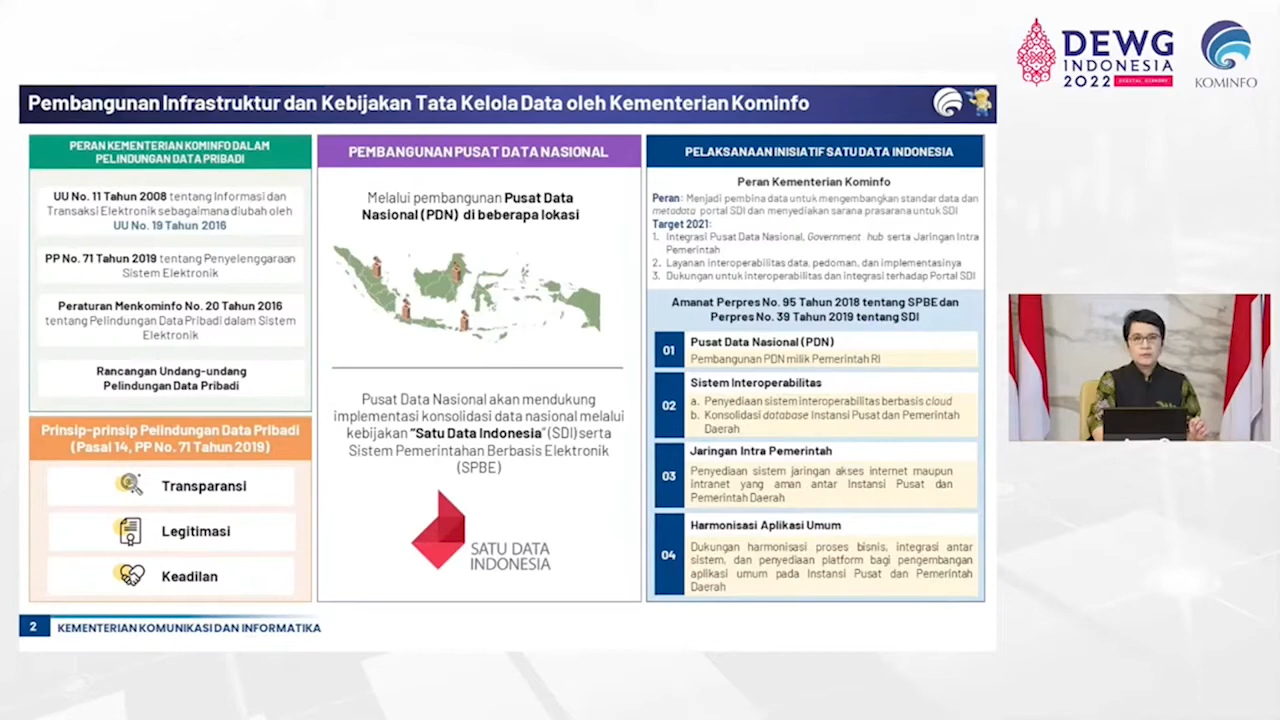 DEWG
INDONESIA
2022 DIGITAL ECONOMY
KOMINFO
Pembangunan Infrastruktur dan Kebijakan Tata Kelola Data oleh Kementerian Kominfo
PERAN KEMENTERIAN KOMINFO DALAM
PELINDUNGAN DATA PRIBADI
UU No. 11 Tahun 2008 tentang Informasi dan
Transaksi Elektronik sebagaimana diubah oleh
UU No. 19 Tahun 2016
PP No. 71 Tahun 2019 tentang Penyelenggaraan
Sistem Elektronik
Peraturan Menkominfo No. 20 Tahun 2016
tentang Pelindungan Data Pribadi dalam Sistem
Elektronik
Rancangan Undang-undang
Pelindungan Data Pribadi
Prinsip-prinsip Pelindungan Data Pribadi
(Pasal 14, PP No. 71 Tahun 2019)
Transparansi
Legitimasi
Keadilan
PEMBANGUNAN PUSAT DATA NASIONAL
Melalui pembangunan Pusat Data
Nasional (PDN) di beberapa lokasi
Pusat Data Nasional akan mendukung
implementasi konsolidasi data nasional melalui
kebijakan “Satu Data Indonesia” (SDI) serta
Sistem Pemerintahan Berbasis Elektronik
(SPBE)
SATU DATA
INDONESIA
PELAKSANAAN INISIATIF SATU DATA INDONESIA
Peran Kementerian Kominfo
Peran: Menjadi pembina data untuk mengembangkan standar data dan
metadata portal SDI dan menyediakan sarana prasarana untuk SDI
Target 2021:
1. Integrasi Pusat Data Nasional, Government hub serta Jaringan Intra
Pemerintah
2. Layanan interoperabilitas data, pedoman, dan implementasinya
3. Dukungan untuk interoperabilitas dan integrasi terhadap Portal SDI
Amanat Perpres No. 95 Tahun 2018 tentang SPBE dan
Perpres No. 39 Tahun 2019 tentang SDI
01
Pusat Data Nasional (PDN)
Pembangunan PDN milik Pemerintah RI
02
Sistem Interoperabilitas
a. Penyediaan sistem interoperabilitas berbasis cloud
b. Konsolidasi database Instansi Pusat dan Pemerintah
Daerah
03
Jaringan Intra Pemerintah
Penyediaan sistem jaringan akses internet maupun
intranet yang aman antar Instansi Pusat dan
Pemerintah Daerah
04
Harmonisasi Aplikasi Umum
Dukungan harmonisasi proses bisnis, integrasi antar
sistem, dan penyediaan platform bagi pengembangan
aplikasi umum pada Instansi Pusat dan Pemerintah
Daerah
2 KEMENTERIAN KOMUNIKASI DAN INFORMATIKA